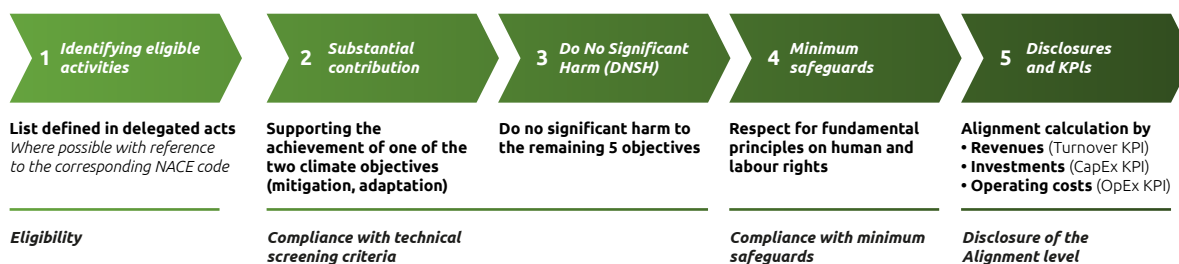 1 Identifying eligible
activities
2 Substantial
contribution
3 Do No Significant
Harm (DNSH)
4 Minimum
safeguards
5 Disclosures
and KPIs
List defined in delegated acts
Where possible with reference
to the corresponding NACE code
Supporting the
achievement of one of the
two climate objectives
(mitigation, adaptation)
Do no significant harm to
the remaining 5 objectives
Respect for fundamental
principles on human and
labour rights
Alignment calculation by
• Revenues (Turnover KPI)
• Investments (CapEx KPI)
• Operating costs (OpEx KPI)
Eligibility
Compliance with technical
screening criteria
Compliance with minimum
safeguards
Disclosure of the
Alignment level